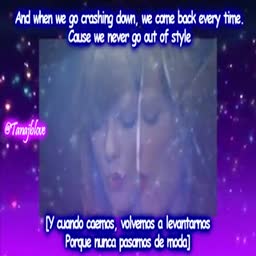 And when we go crashing down, we come back every time.
Cause we never go out of style
@Tanajblove
[Y cuando caemos, volvemos a levantarnos
Porque nunca pasamos de moda]